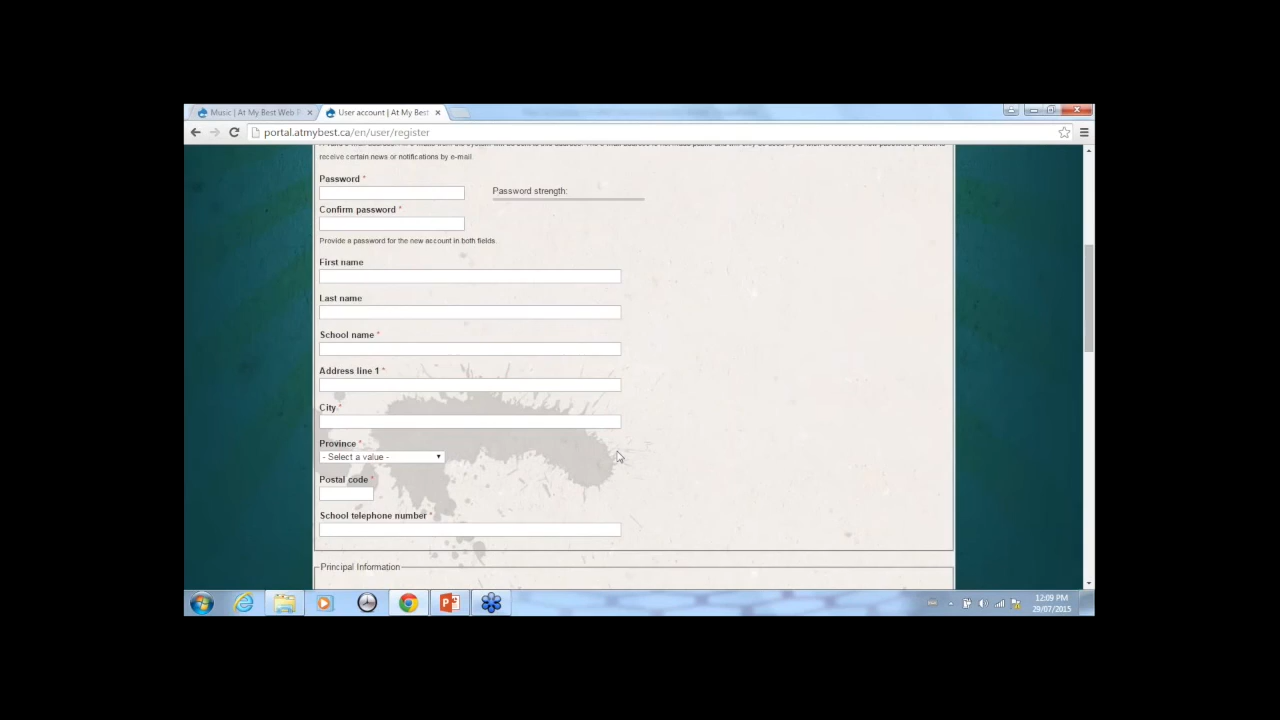 Music | At My Best Web P
User account | At My Best
portal.atmybest.ca/en/user/register
receive certain news or notifications by e-mail.
Password *
Password strength:
Confirm password *
Provide a password for the new account in both fields.
First name
Last name
School name *
Address line 1 *
City *
Province *
- Select a value -
Postal code *
School telephone number *
Principal Information
12:09 PM
29/07/2015